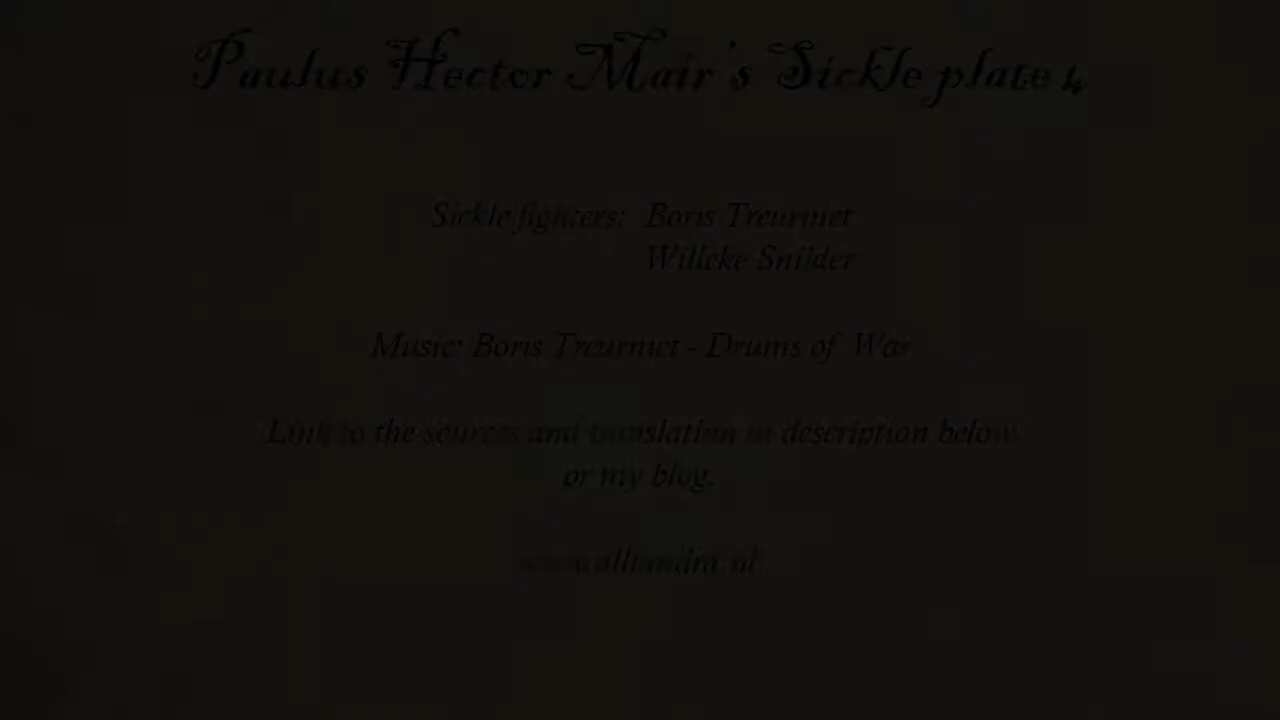 Paulus Hector Mair's Sickle plate 4
Sickle fighters: Boris Treurniet
Willeke Snijder
Music: Boris Treurniet - Drums of War
Link to the sources and translation in description below
or my blog.